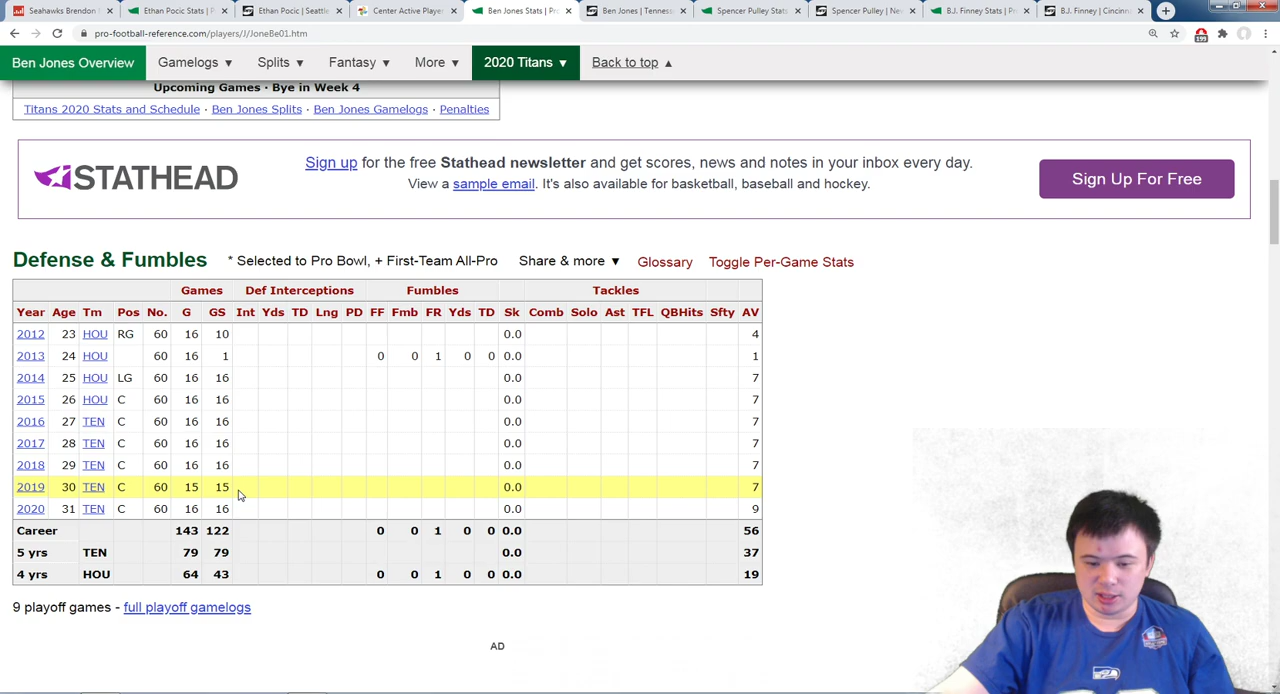 Seahawks Brendon
Ethan Pocic Stats | P
Ethan Pocic | Seattl
Center Active Player
Ben Jones Stats | Pro
Ben Jones | Tenness
Spencer Pulley Stats
Spencer Pulley | Ne
B.J. Finney Stats | Pr
B.J. Finney | Cincinn
pro-football-reference.com/players///JoneBe01.htm
195
Ben Jones Overview Gamelogs ▼ Splits ▼ Fantasy ▼ More ▼ 2020 Titans ▼ Back to top ▲
Upcoming Games · Bye in Week 4
Titans 2020 Stats and Schedule · Ben Jones Splits · Ben Jones Gamelogs · Penalties
STATHEAD
Sign up for the free Stathead newsletter and get scores, news and notes in your inbox every day.
View a sample email. It's also available for basketball, baseball and hockey.
Sign Up For Free
Defense & Fumbles * Selected to Pro Bowl, + First-Team All-Pro Share & more ▼ Glossary Toggle Per-Game Stats
Games Def Interceptions Fumbles Tackles
Year Age Tm Pos No. G GS Int Yds TD Lng PD FF Fmb FR Yds TD Sk Comb Solo Ast TFL QBHits Sfty AV
2012 23 HOU RG 60 16 10 0.0 4
2013 24 HOU 60 16 1 0 0 1 0 0 0.0 1
2014 25 HOU LG 60 16 16 0.0 7
2015 26 HOU C 60 16 16 0.0 7
2016 27 TEN C 60 16 16 0.0 7
2017 28 TEN C 60 16 16 0.0 7
2018 29 TEN C 60 16 16 0.0 7
2019 30 TEN C 60 15 15 0.0 7
2020 31 TEN C 60 16 16 0.0 9
Career 143 122 0 0 1 0 0 0.0 56
5 yrs TEN 79 79 0.0 37
4 yrs HOU 64 43 0 0 1 0 0 0.0 19
9 playoff games - full playoff gamelogs
AD